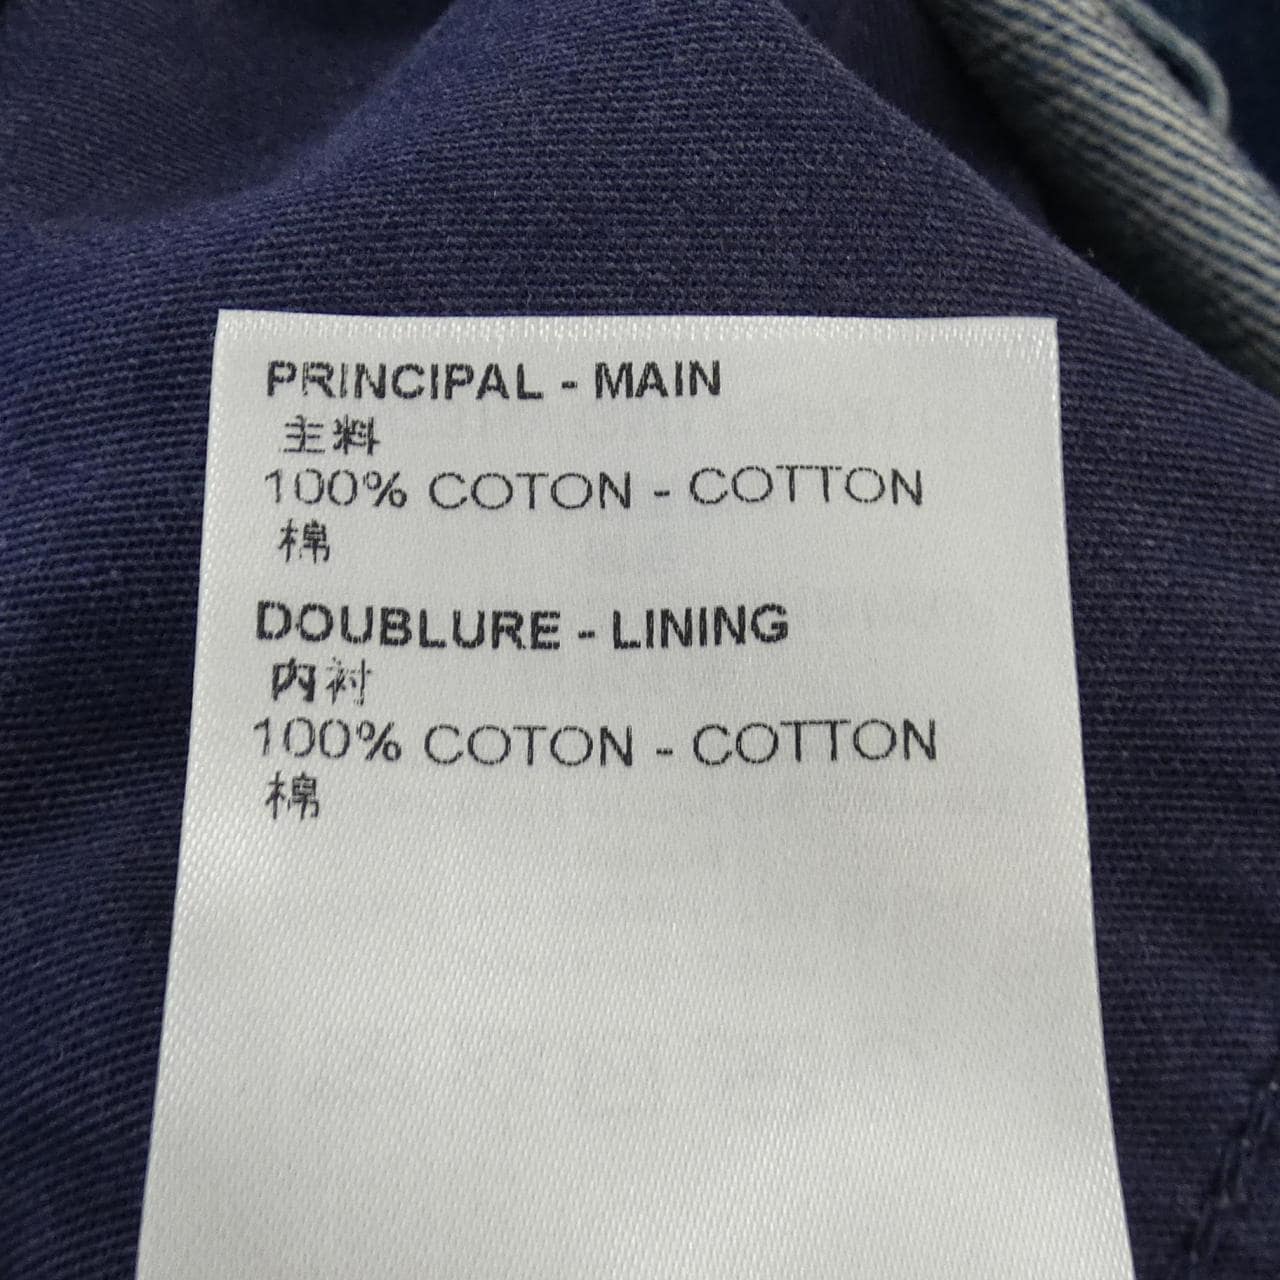 PRINCIPAL - MAIN
主料
100% COTON - COTTON
棉
DOUBLURE - LINING
内衬
100% COTON - COTTON
棉